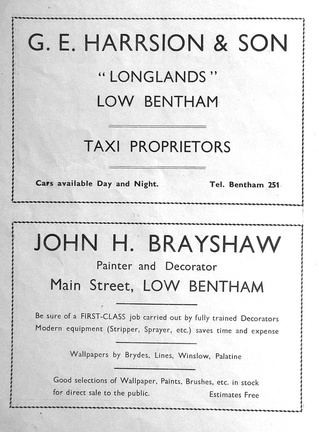 G. E. HARRSION & SON
“LONGLANDS”
LOW BENTHAM
TAXI PROPRIETORS
Cars available Day and Night. Tel. Bentham 251
JOHN H. BRAYSHAW
Painter and Decorator
Main Street, LOW BENTHAM
Be sure of a FIRST-CLASS job carried out by fully trained Decorators
Modern equipment (Stripper, Sprayer, etc.) saves time and expense
Wallpapers by Brydes, Lines, Winslow, Palatine
Good selections of Wallpaper, Paints, Brushes, etc. in stock
for direct sale to the public. Estimates Free